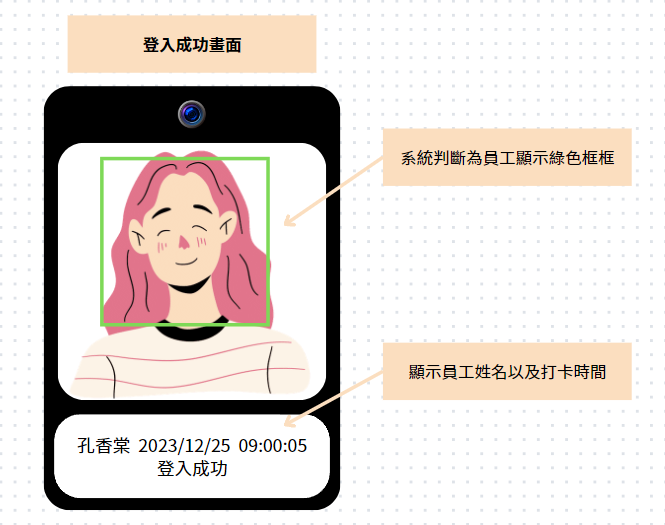 登入成功畫面
系統判斷為員工顯示綠色框框
顯示員工姓名以及打卡時間
孔香棠 2023/12/25 09:00:05
登入成功